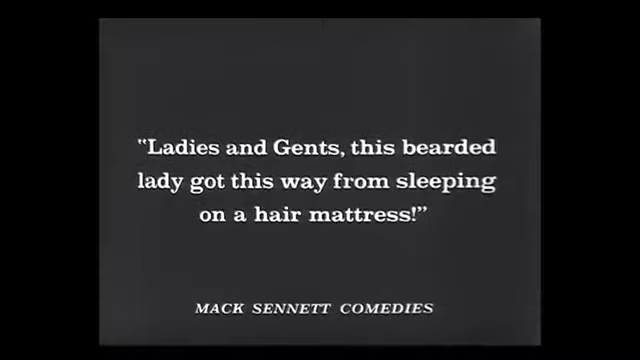 "Ladies and Gents, this bearded
lady got this way from sleeping
on a hair mattress!”
MACK SENNETT COMEDIES